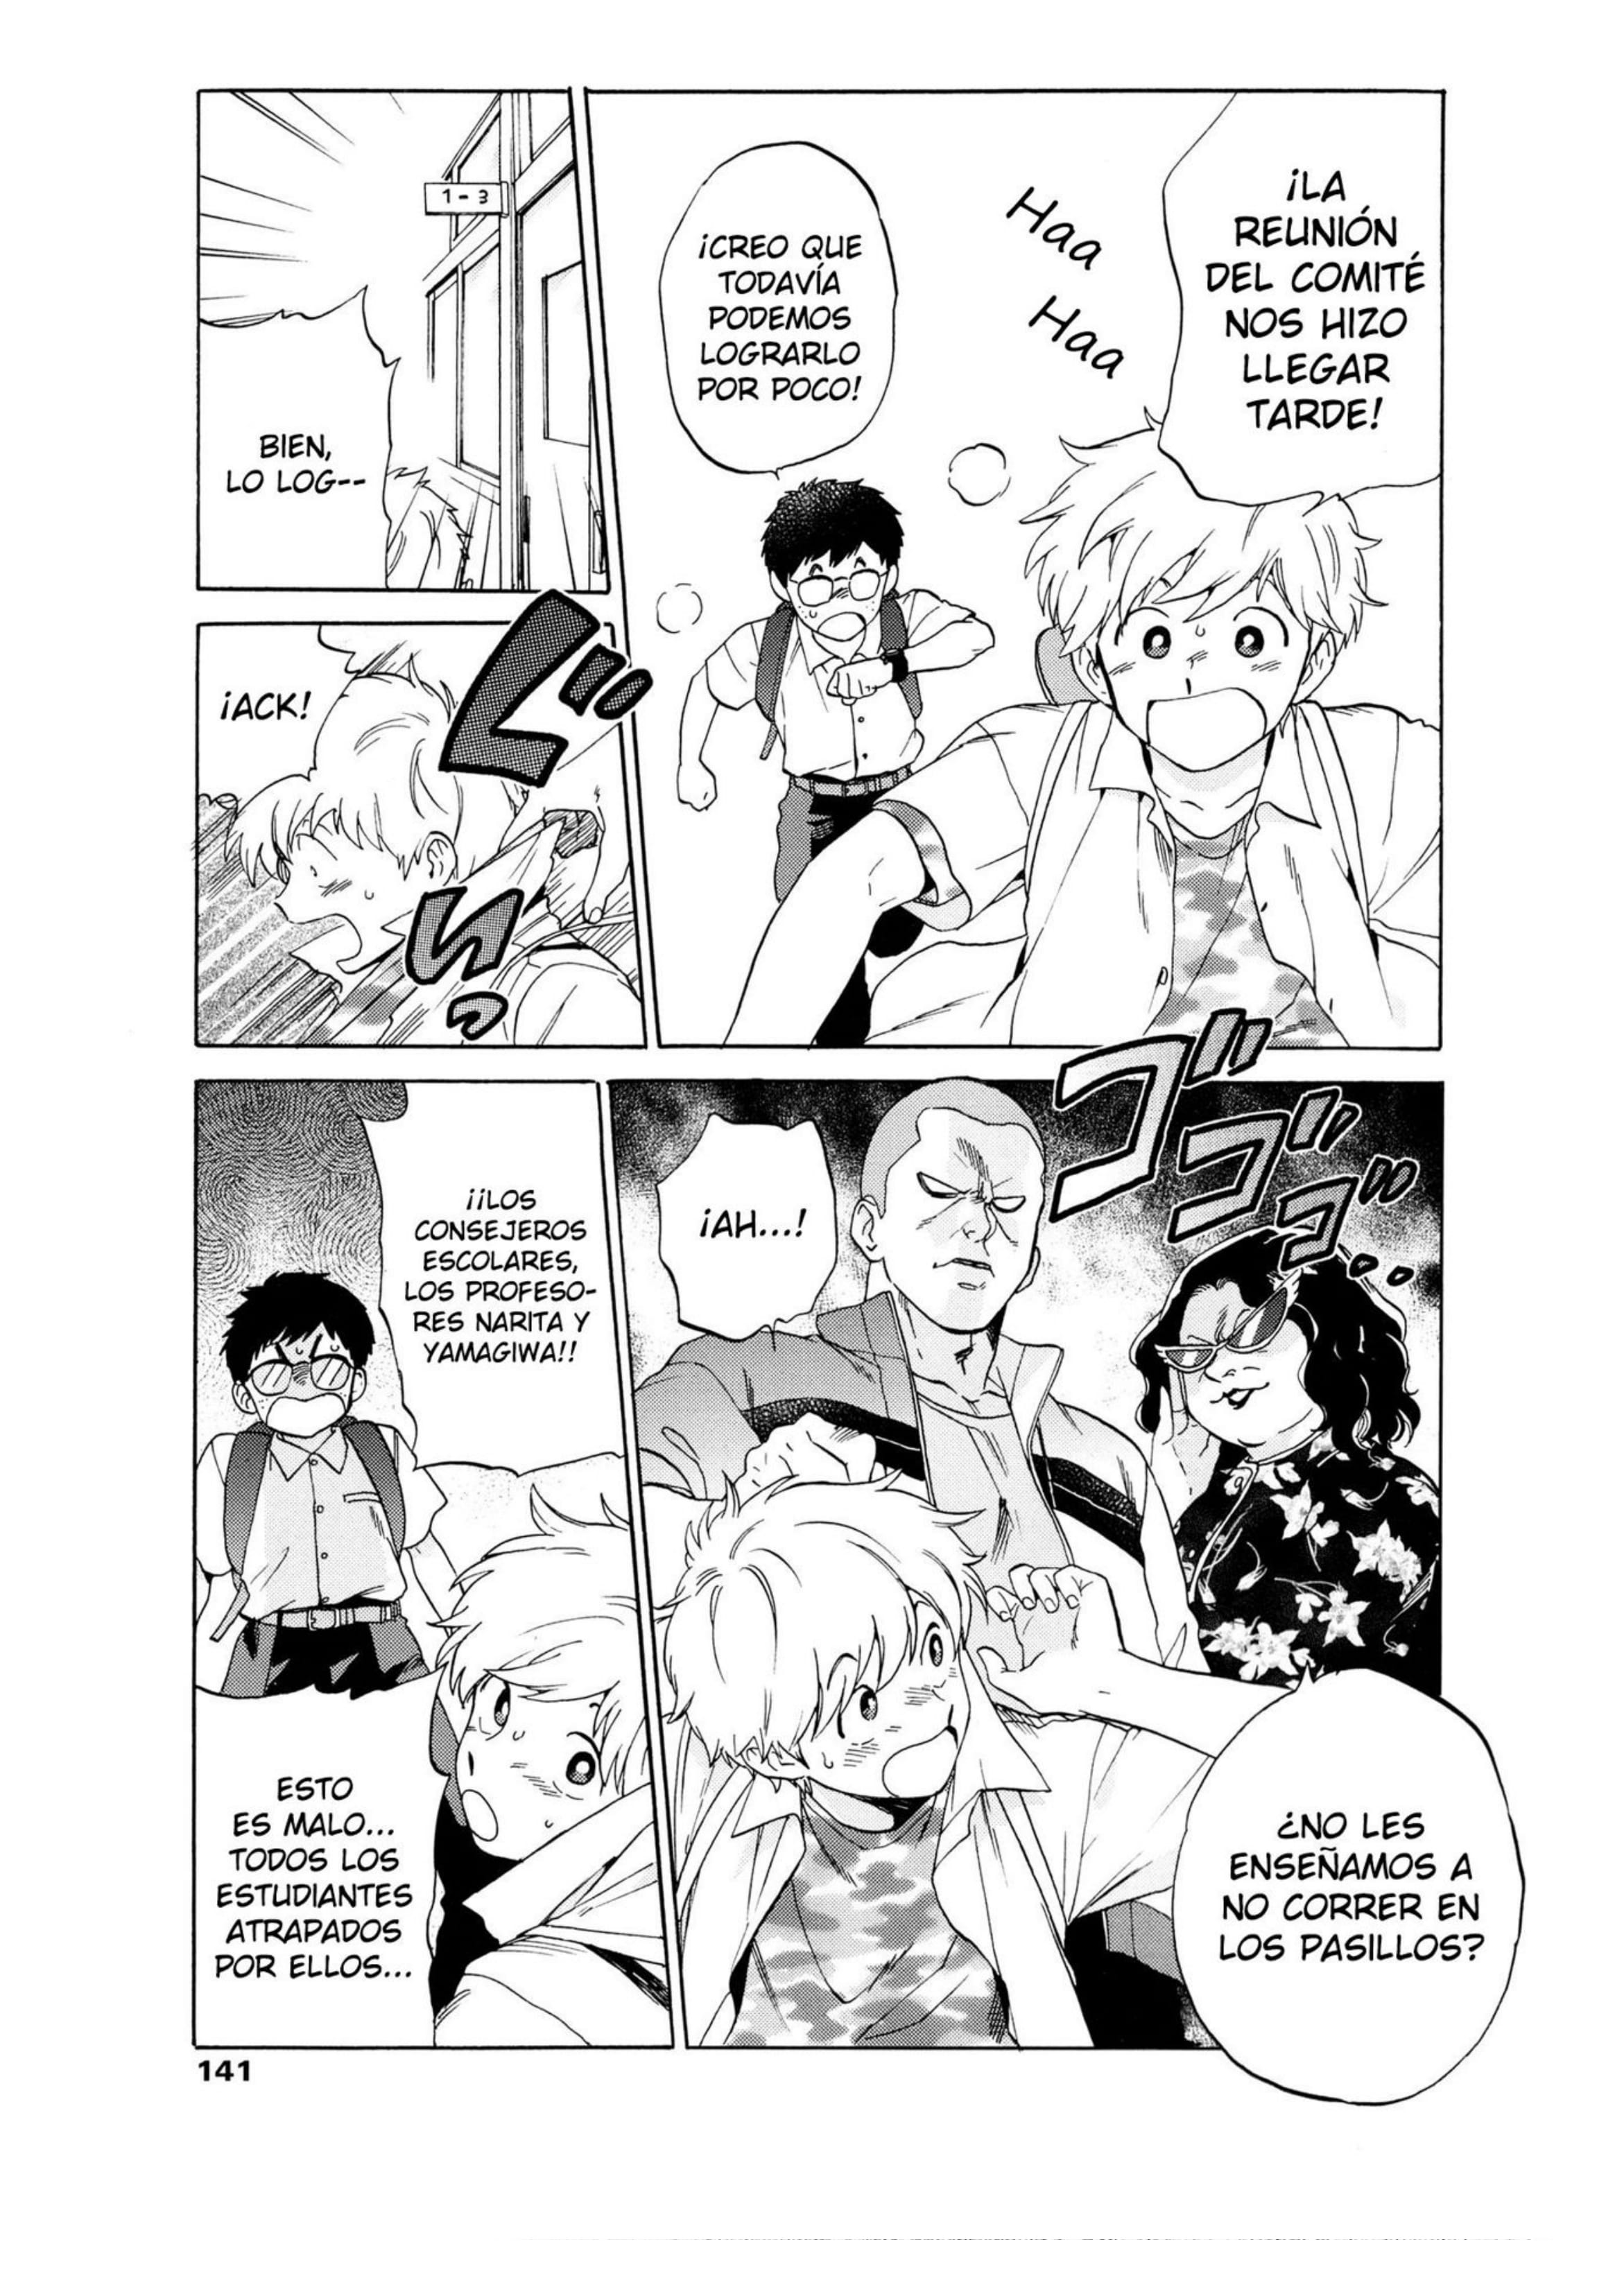 ¡LA
REUNIÓN
DEL COMITÉ
NOS HIZO
LLEGAR
TARDE!
Haa
Haa
¡CREO QUE
TODAVÍA
PODEMOS
LOGRARLO
POR POCO!
1-3
BIEN,
LO LOG--
ぐ
いっ
¡ACK!
ゴゴゴ...
¡AH...!
¿NO LES
ENSEÑAMOS A
NO CORRER EN
LOS PASILLOS?
¡¡LOS
CONSEJEROS
ESCOLARES,
LOS PROFESO-
RES NARITA Y
YAMAGIWA!!
ESTO
ES MALO...
TODOS LOS
ESTUDIANTES
ATRAPADOS
POR ELLOS...
141